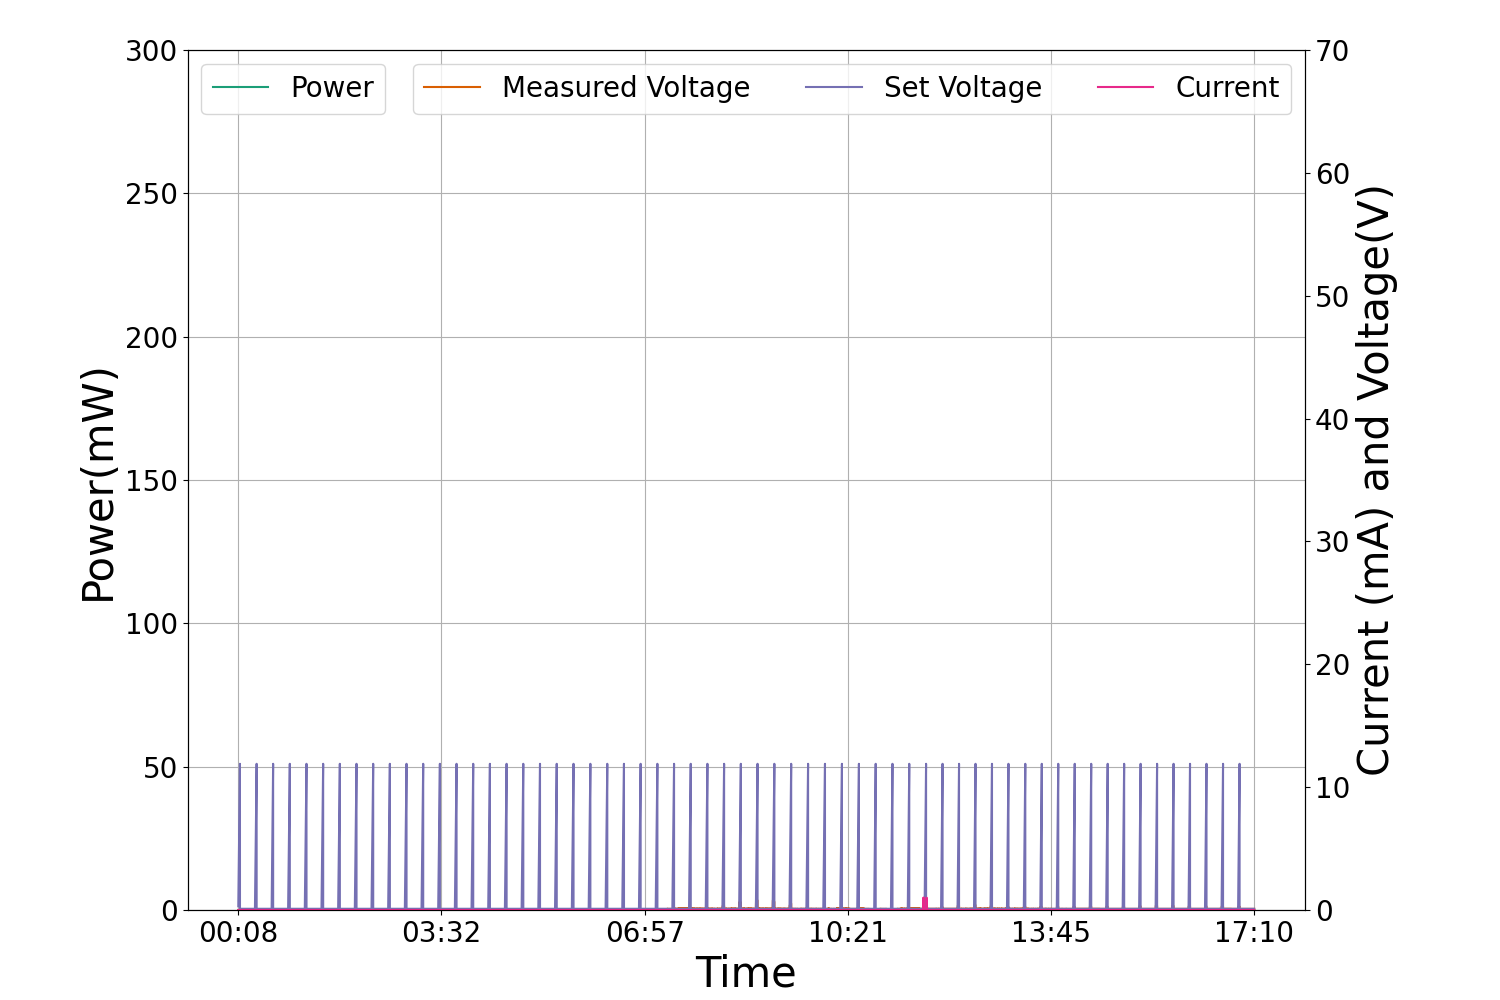 Power
Measured Voltage
Set Voltage
Current
300
250
200
150
100
50
0
Power(mW)
70
60
50
40
30
20
10
0
Current (mA) and Voltage(V)
00:08 03:32 06:57 10:21 13:45 17:10
Time